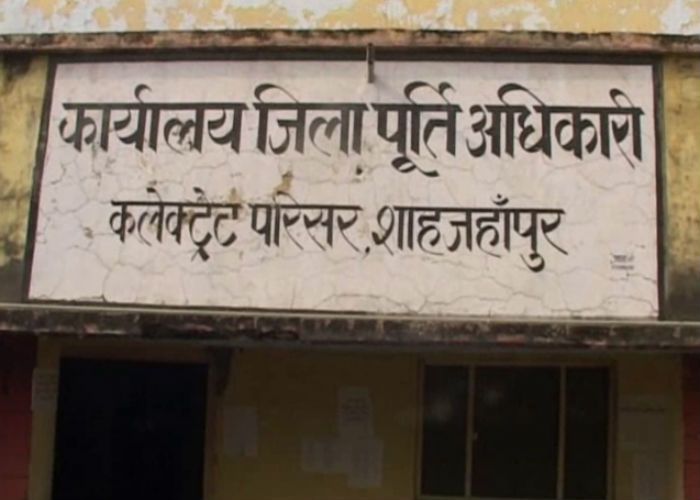 कार्यालय जिला पूर्ति अधिकारी
कलेक्ट्रेट परिसर, शाहजहाँपुर